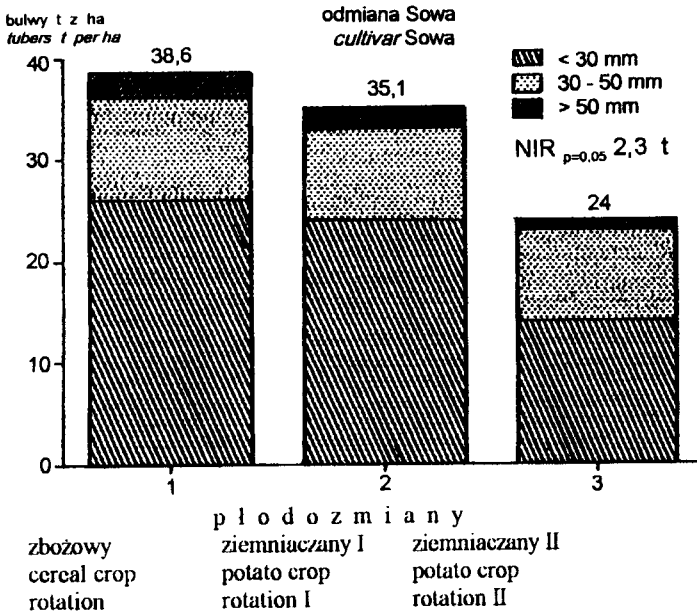 bulwy t z ha
tubers t per ha
odmiana Sowa
cultivar Sowa
< 30 mm
30 - 50 mm
> 50 mm
NIR p=0,05 2,3 t
40
30
20
10
0
38,6
35,1
24
1
2
3
płodozmiany
zbożowy
cereal crop
rotation
ziemniaczany I
potato crop
rotation I
ziemniaczany II
potato crop
rotation II